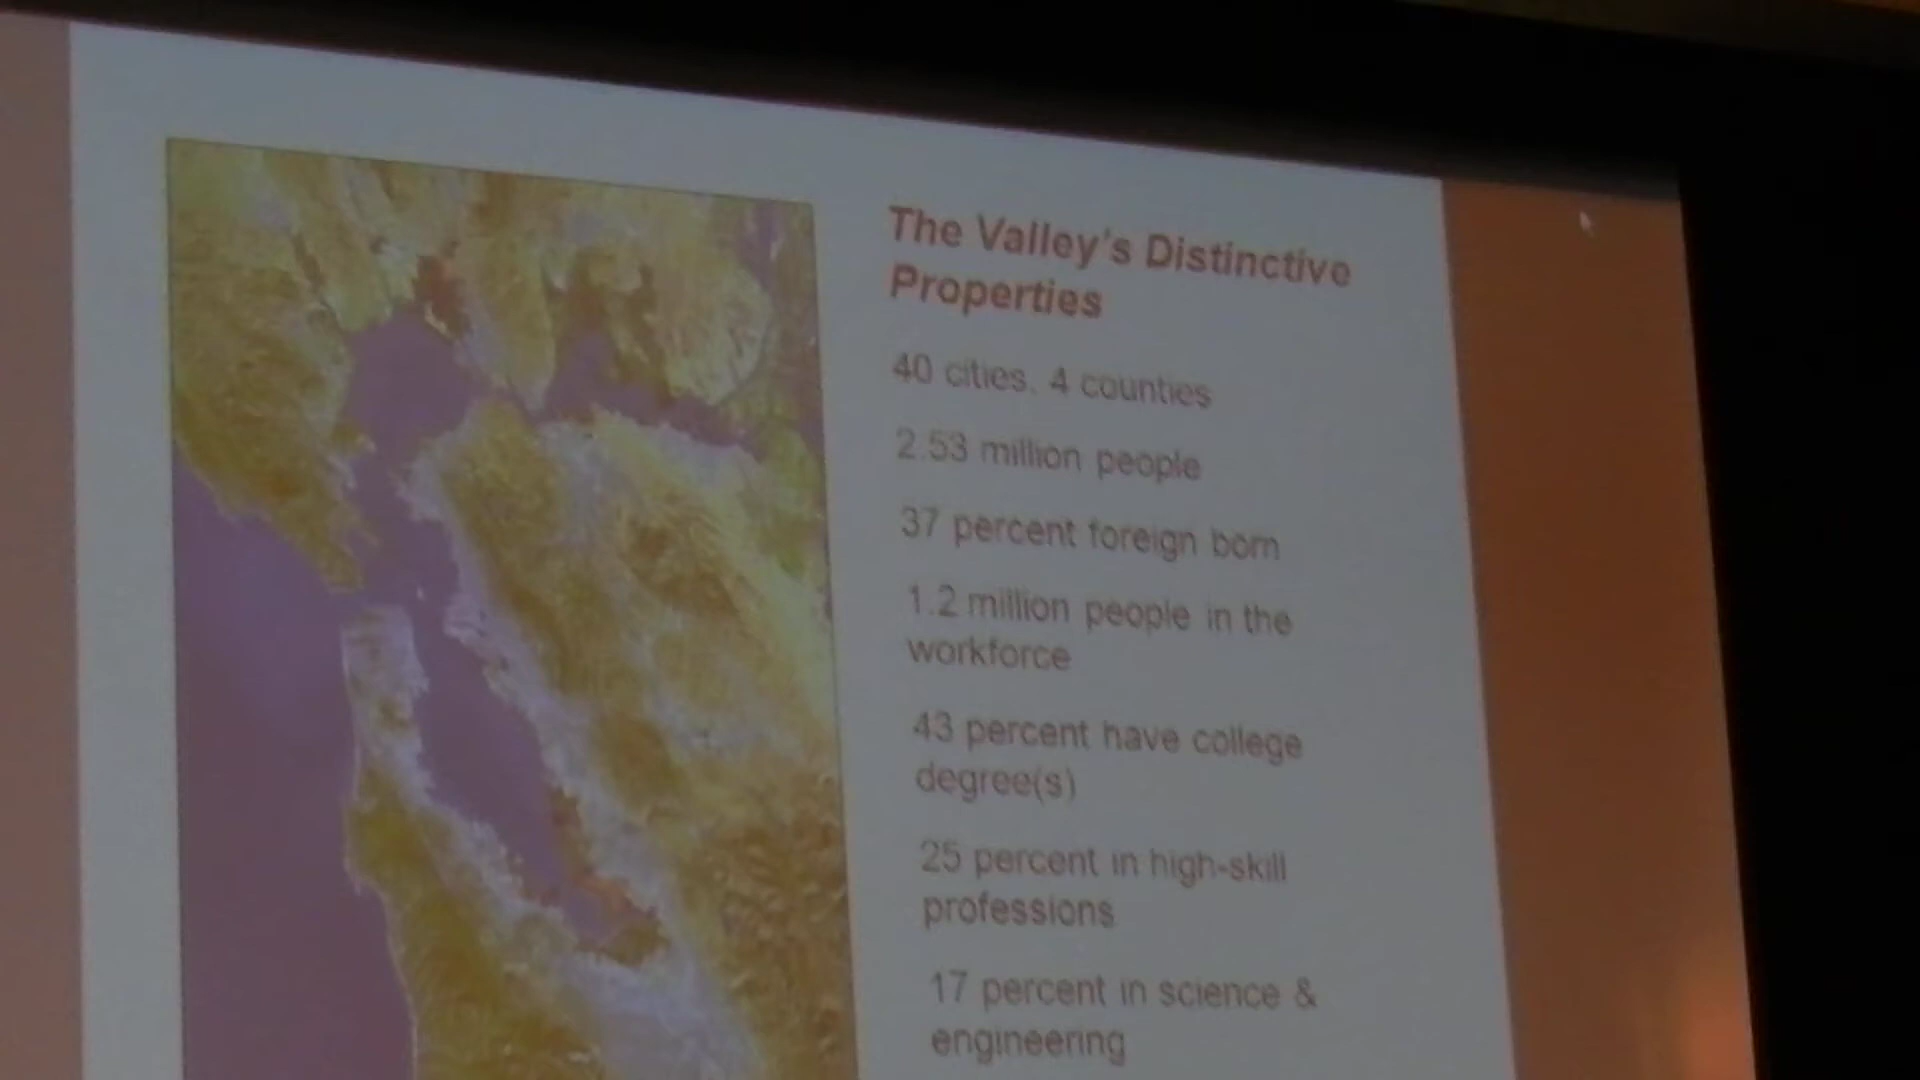 The Valley's Distinctive
Properties
40 cities. 4 counties
2.53 million people
37 percent foreign born
1.2 million people in the
workforce
43 percent have college
degree(s)
25 percent in high-skill
professions
17 percent in science &
engineering